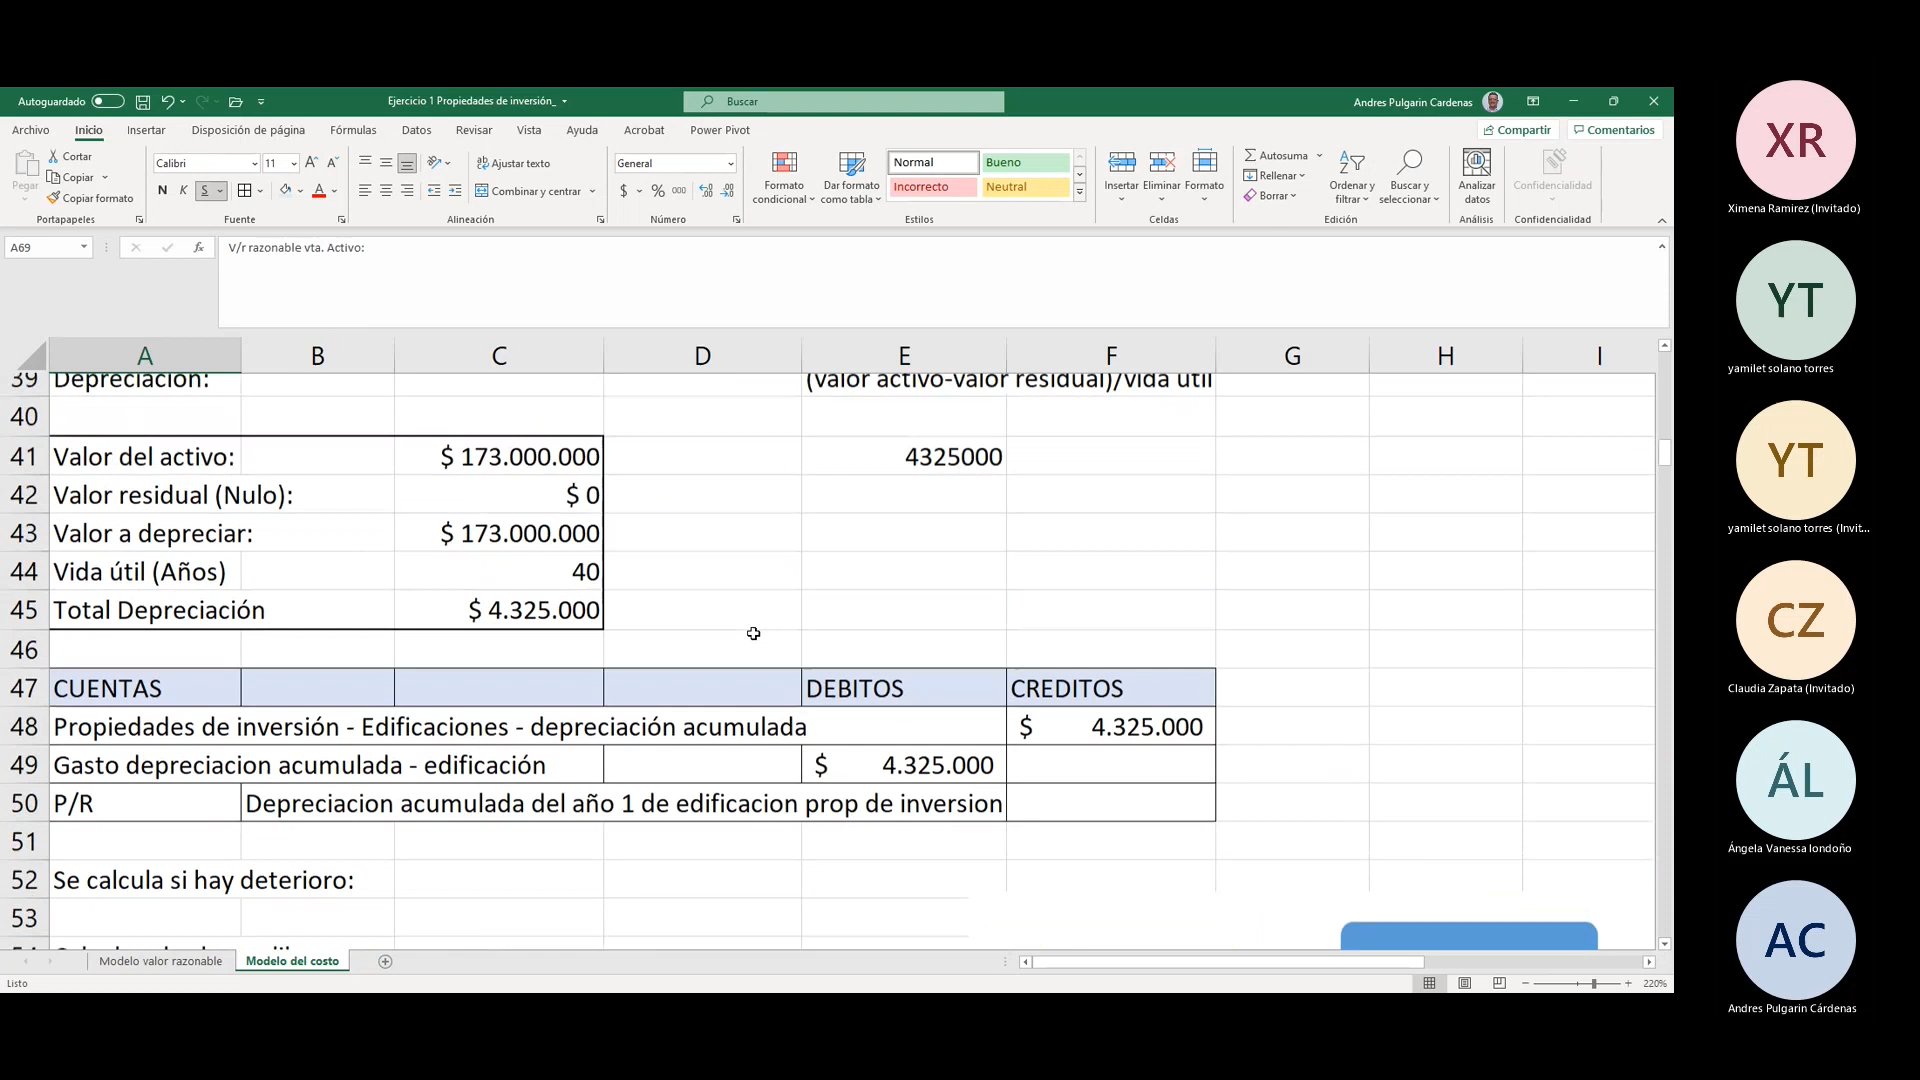 Autoguardado
Ejercicio 1 Propiedades de inversión_
Buscar
Andres Pulgarin Cardenas
Archivo Inicio Insertar Disposición de página Fórmulas Datos Revisar Vista Ayuda Acrobat Power Pivot
Compartir Comentarios
Pegar
Cortar
Copiar
Copiar formato
Portapapeles
Calibri 11
N K S
Fuente
Ajustar texto
Combinar y centrar
Alineación
General
$ % 000
Número
Formato condicional
Dar formato como tabla
Normal Bueno
Incorrecto Neutral
Estilos
Insertar Eliminar Formato
Celdas
Autosuma
Rellenar
Borrar
Ordenar y filtrar
Buscar y seleccionar
Edición
Analizar datos
Análisis
Confidencialidad
Confidencialidad
A69
fx
V/r razonable vta. Activo:
A B C D E F G H I
39 Depreciación: (valor activo-valor residual)/vida útil
40
41 Valor del activo: $ 173.000.000 4325000
42 Valor residual (Nulo): $ 0
43 Valor a depreciar: $ 173.000.000
44 Vida útil (Años) 40
45 Total Depreciación $ 4.325.000
46
47 CUENTAS DEBITOS CREDITOS
48 Propiedades de inversión - Edificaciones - depreciación acumulada $ 4.325.000
49 Gasto depreciacion acumulada - edificación $ 4.325.000
50 P/R Depreciacion acumulada del año 1 de edificacion prop de inversion
51
52 Se calcula si hay deterioro:
53
Modelo valor razonable Modelo del costo
Listo
220%
XR
Ximena Ramirez (Invitado)
YT
yamilet solano torres
YT
yamilet solano torres (Invit...
CZ
Claudia Zapata (Invitado)
ÁL
Ángela Vanessa londoño
AC
Andres Pulgarin Cárdenas